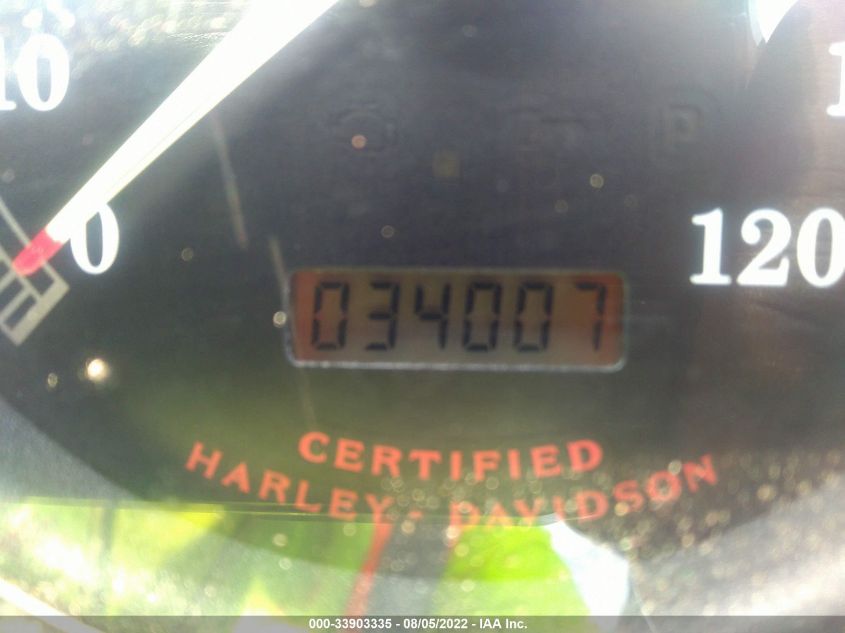 10
0
120
034007
CERTIFIED
HARLEY-DAVIDSON
000-33903335 - 08/05/2022 - IAA Inc.